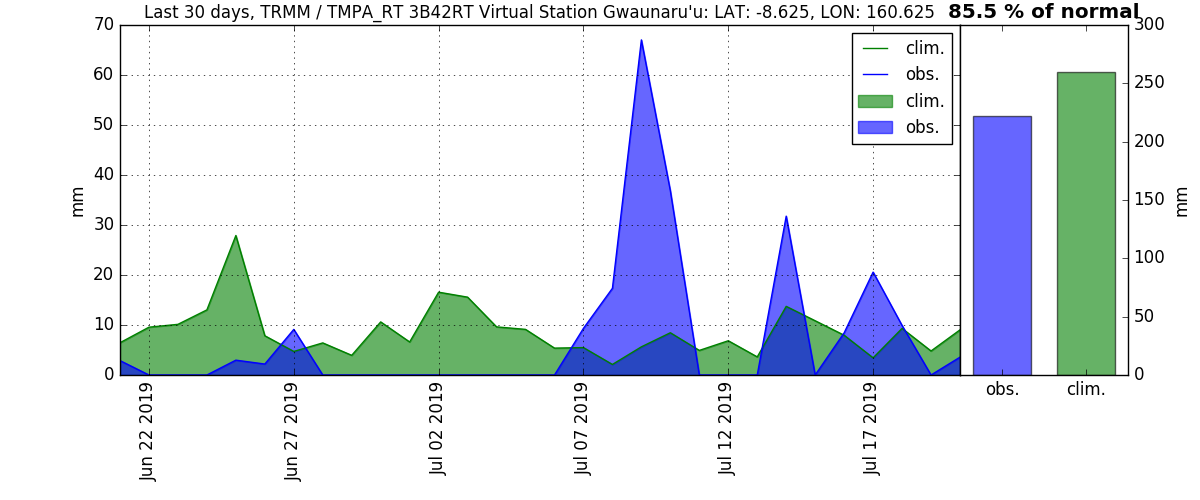 Last 30 days, TRMM / TMPA_RT 3B42RT Virtual Station Gwaunaru'u: LAT: -8.625, LON: 160.625
85.5 % of normal
70
60
50
40
30
20
10
0
mm
clim.
obs.
clim.
obs.
Jun 22 2019
Jun 27 2019
Jul 02 2019
Jul 07 2019
Jul 12 2019
Jul 17 2019
300
250
200
150
100
50
0
mm
obs.
clim.